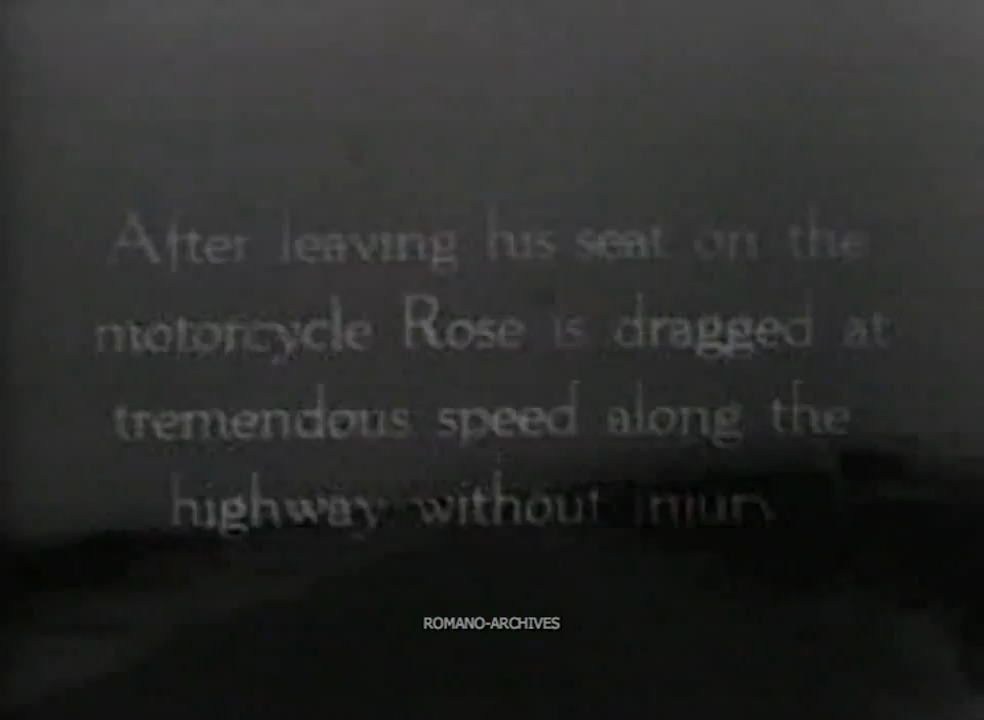 After leaving his seat on the
motorcycle Rose is dragged at
tremendous speed along the
highway without injury
ROMANO-ARCHIVES